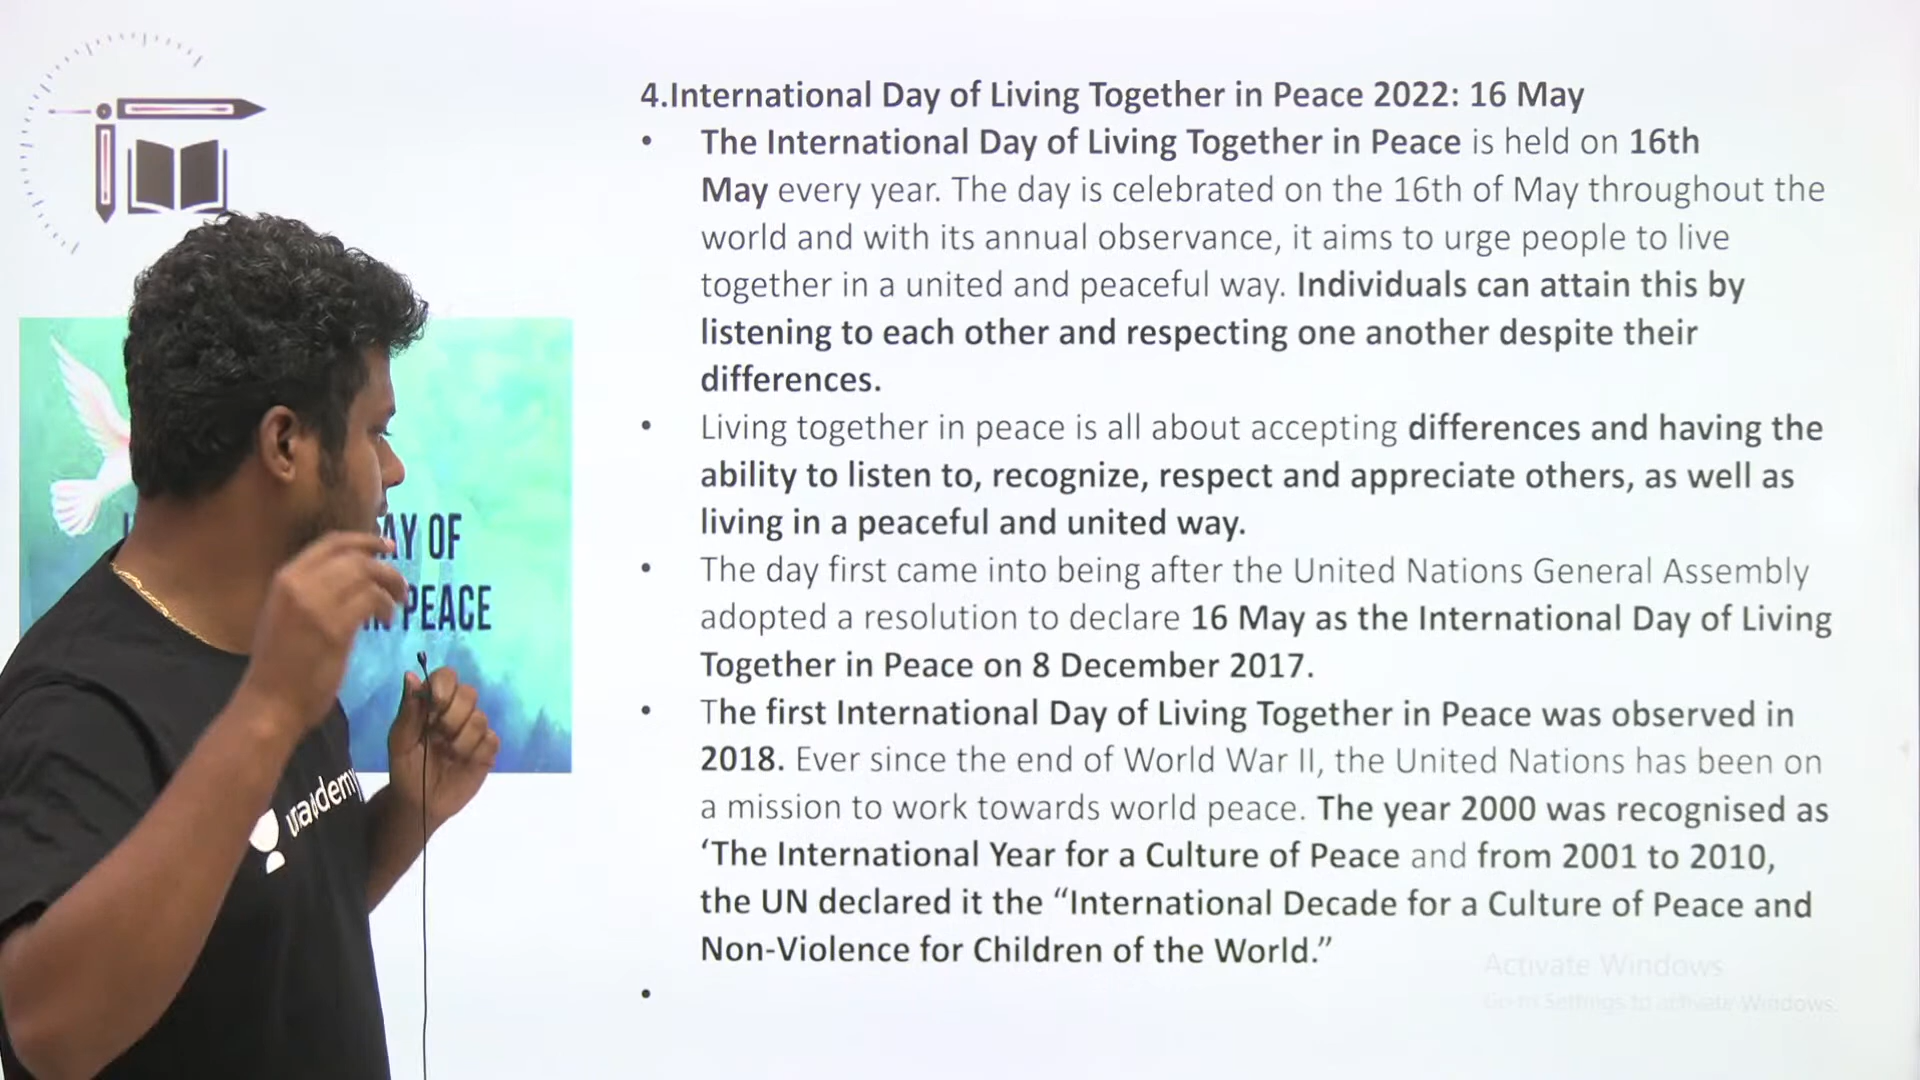 4.International Day of Living Together in Peace 2022: 16 May
• The International Day of Living Together in Peace is held on 16th
May every year. The day is celebrated on the 16th of May throughout the
world and with its annual observance, it aims to urge people to live
together in a united and peaceful way. Individuals can attain this by
listening to each other and respecting one another despite their
differences.
• Living together in peace is all about accepting differences and having the
ability to listen to, recognize, respect and appreciate others, as well as
living in a peaceful and united way.
• The day first came into being after the United Nations General Assembly
adopted a resolution to declare 16 May as the International Day of Living
Together in Peace on 8 December 2017.
• The first International Day of Living Together in Peace was observed in
2018. Ever since the end of World War II, the United Nations has been on
a mission to work towards world peace. The year 2000 was recognised as
‘The International Year for a Culture of Peace and from 2001 to 2010,
the UN declared it the “International Decade for a Culture of Peace and
Non-Violence for Children of the World.”
•
AY OF
IN PEACE
unacademy
Activate Windows
Go to Settings to activate Windows.